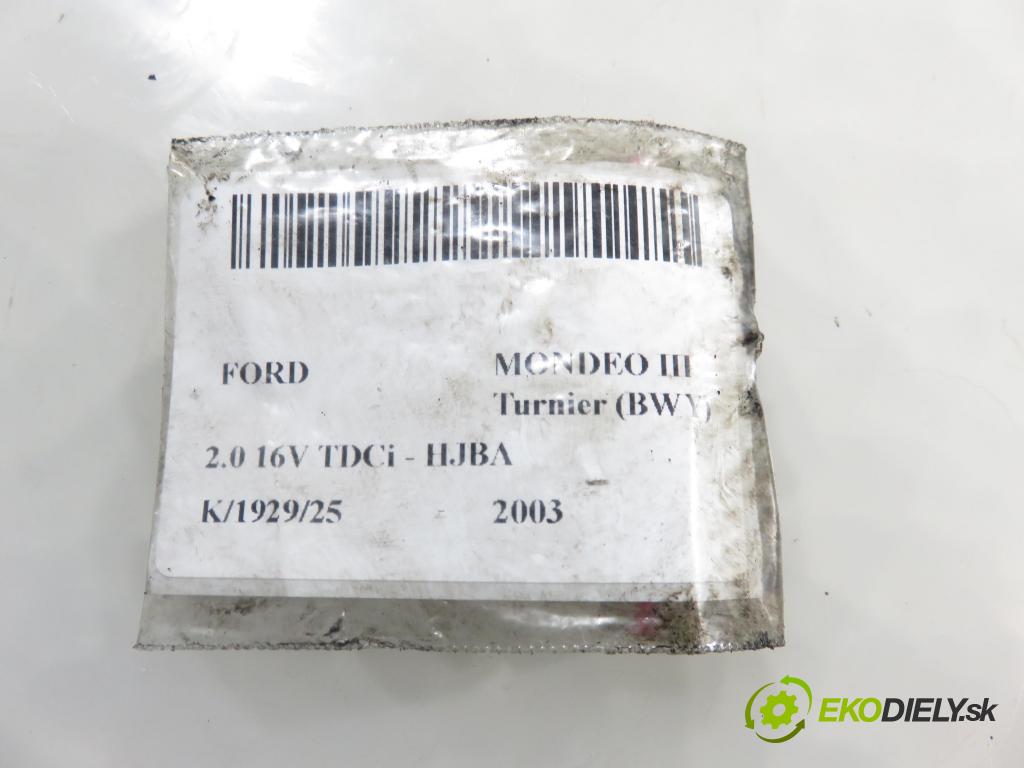 FORD MONDEO III
Turnier (BWY)
2.0 16V TDCi - HJBA
K/1929/25 2003
EKODIELY.sk